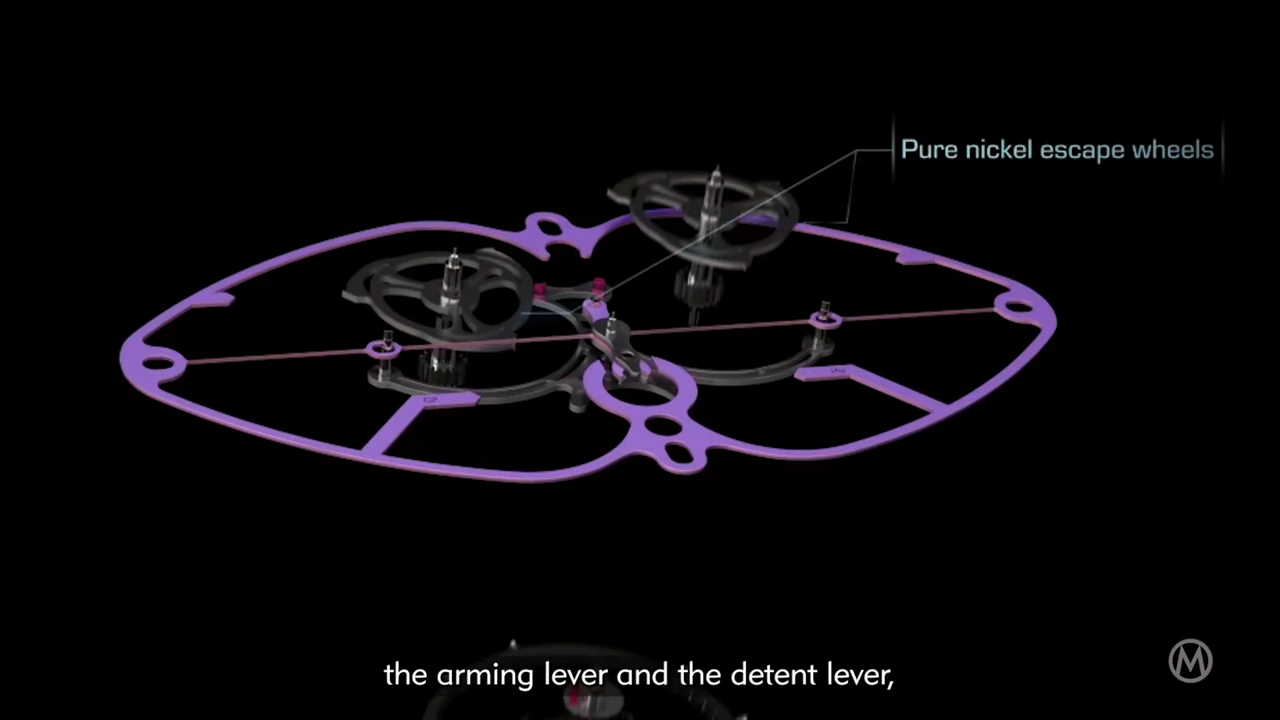 Pure nickel escape wheels
the arming lever and the detent lever,
M